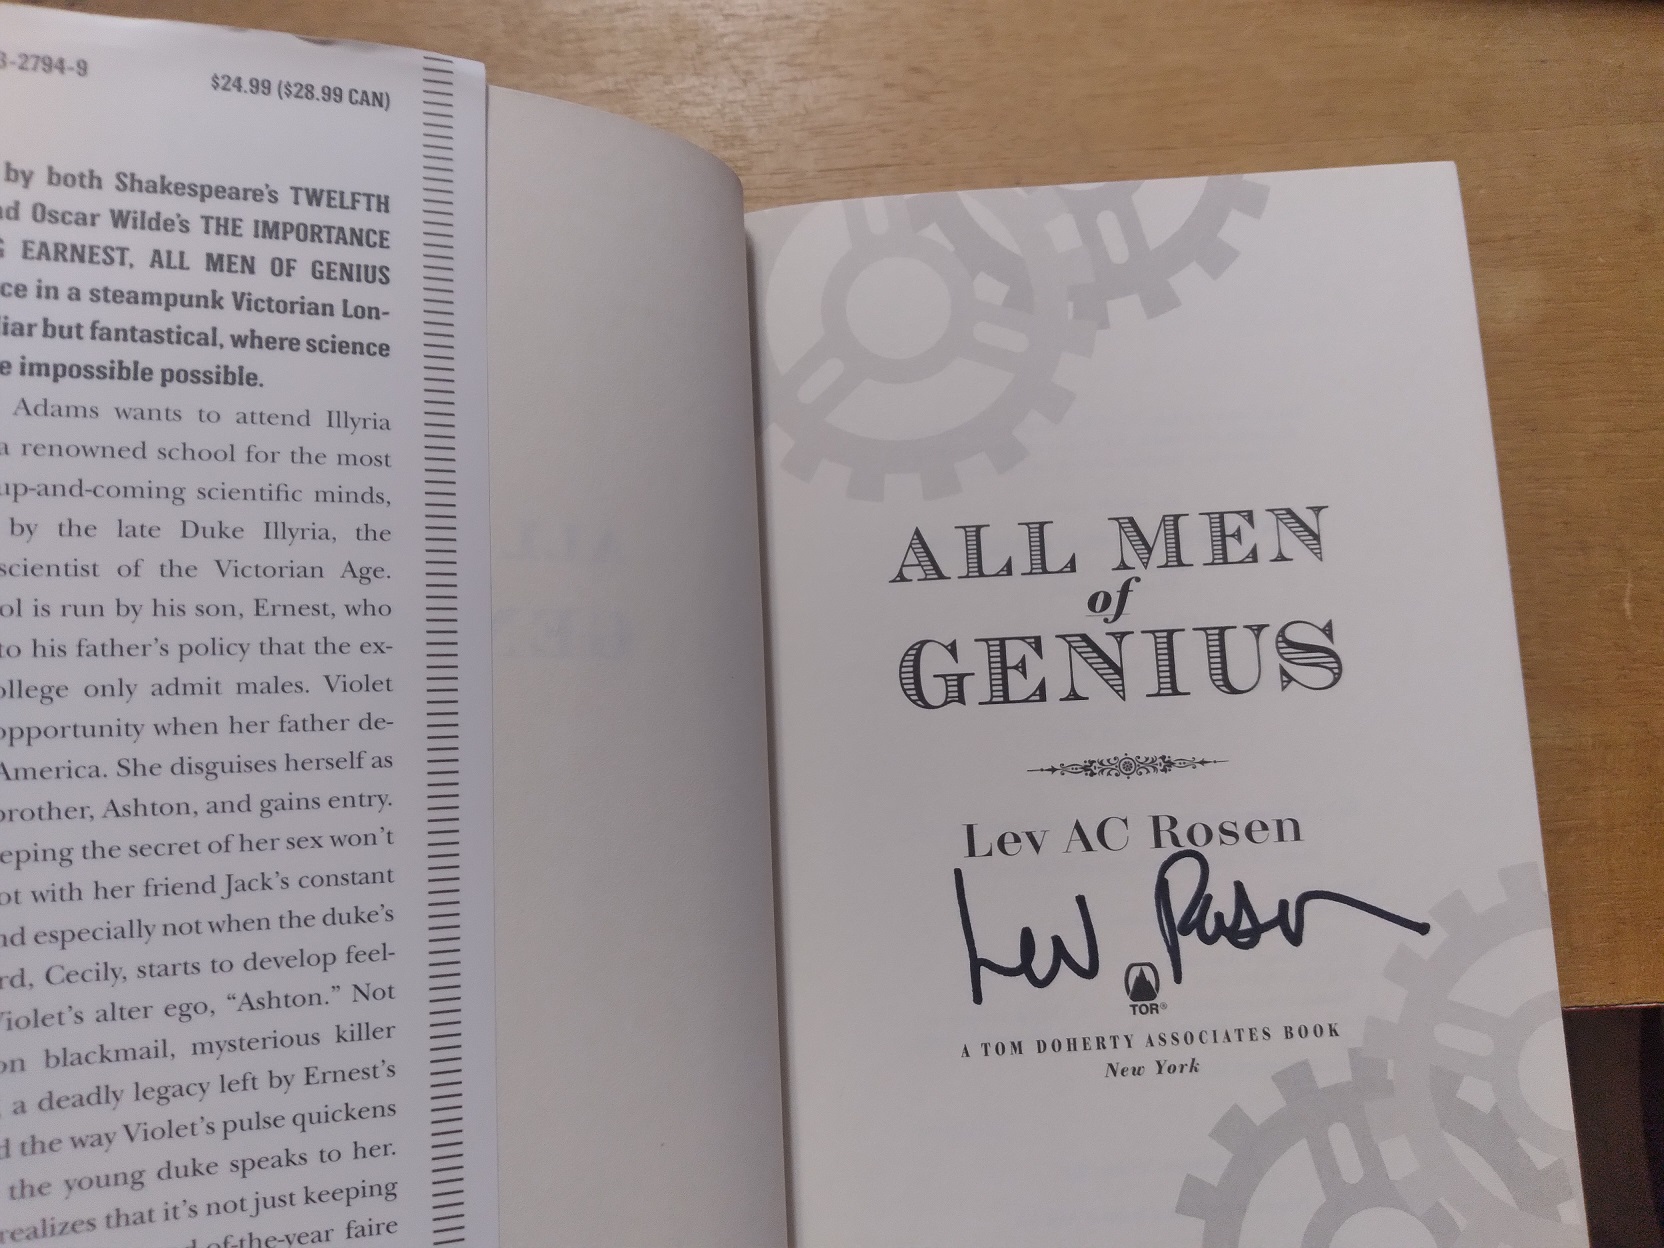 3-2794-9
$24.99 ($28.99 CAN)
by both Shakespeare's TWELFTH
nd Oscar Wilde's THE IMPORTANCE
G EARNEST, ALL MEN OF GENIUS
ce in a steampunk Victorian Lon-
liar but fantastical, where science
e impossible possible.
Adams wants to attend Illyria
a renowned school for the most
up-and-coming scientific minds,
by the late Duke Illyria, the
scientist of the Victorian Age.
ol is run by his son, Ernest, who
to his father's policy that the ex-
ollege only admit males. Violet
opportunity when her father de-
America. She disguises herself as
brother, Ashton, and gains entry.
eeping the secret of her sex won't
ot with her friend Jack's constant
nd especially not when the duke's
rd, Cecily, starts to develop feel-
Violet's alter ego, "Ashton." Not
on blackmail, mysterious killer
, a deadly legacy left by Ernest's
d the way Violet's pulse quickens
the young duke speaks to her.
realizes that it's not just keeping
d-of-the-year faire
ALL MEN
of
GENIUS
Lev AC Rosen
Lev Rosen
TOR®
A TOM DOHERTY ASSOCIATES BOOK
New York